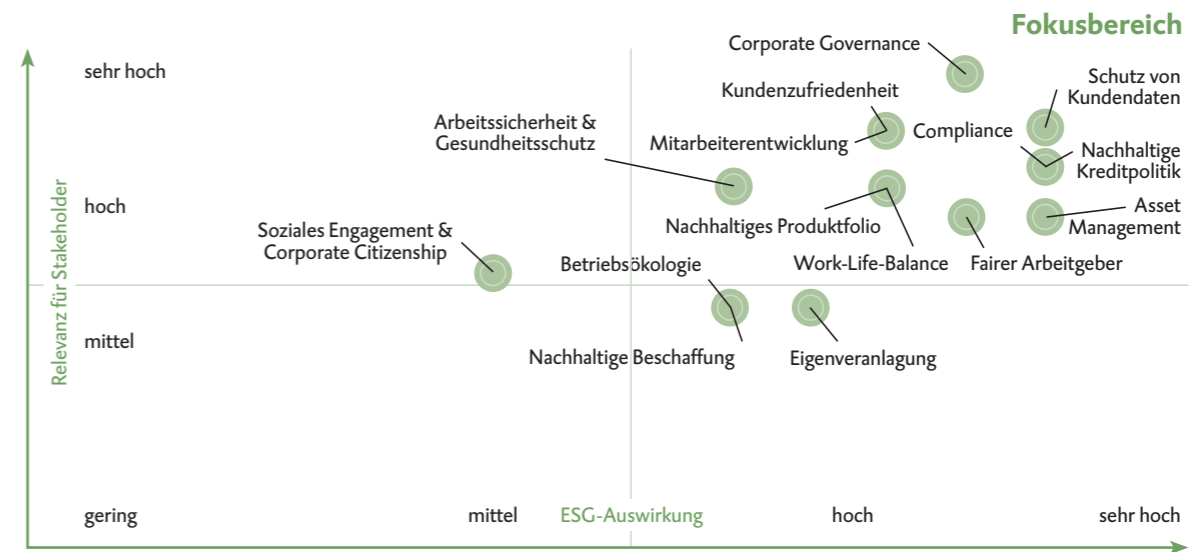 Fokusbereich
Corporate Governance
sehr hoch
Schutz von
Kundendaten
Kundenzufriedenheit
Arbeitssicherheit &
Gesundheitsschutz
Mitarbeiterentwicklung
Compliance
Nachhaltige
Kreditpolitik
hoch
Asset
Management
Nachhaltiges Produktfolio
Soziales Engagement &
Corporate Citizenship
Betriebsökologie
Work-Life-Balance
Fairer Arbeitgeber
Relevanz für Stakeholder
mittel
Nachhaltige Beschaffung
Eigenveranlagung
gering
mittel
ESG-Auswirkung
hoch
sehr hoch